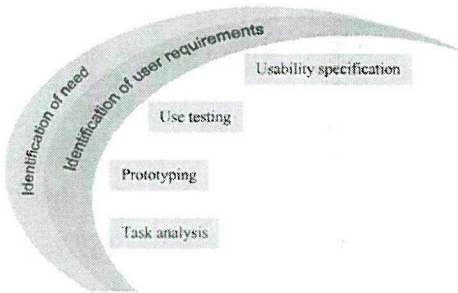 Identification of need
Identification of user requirements
Usability specification
Use testing
Prototyping
Task analysis